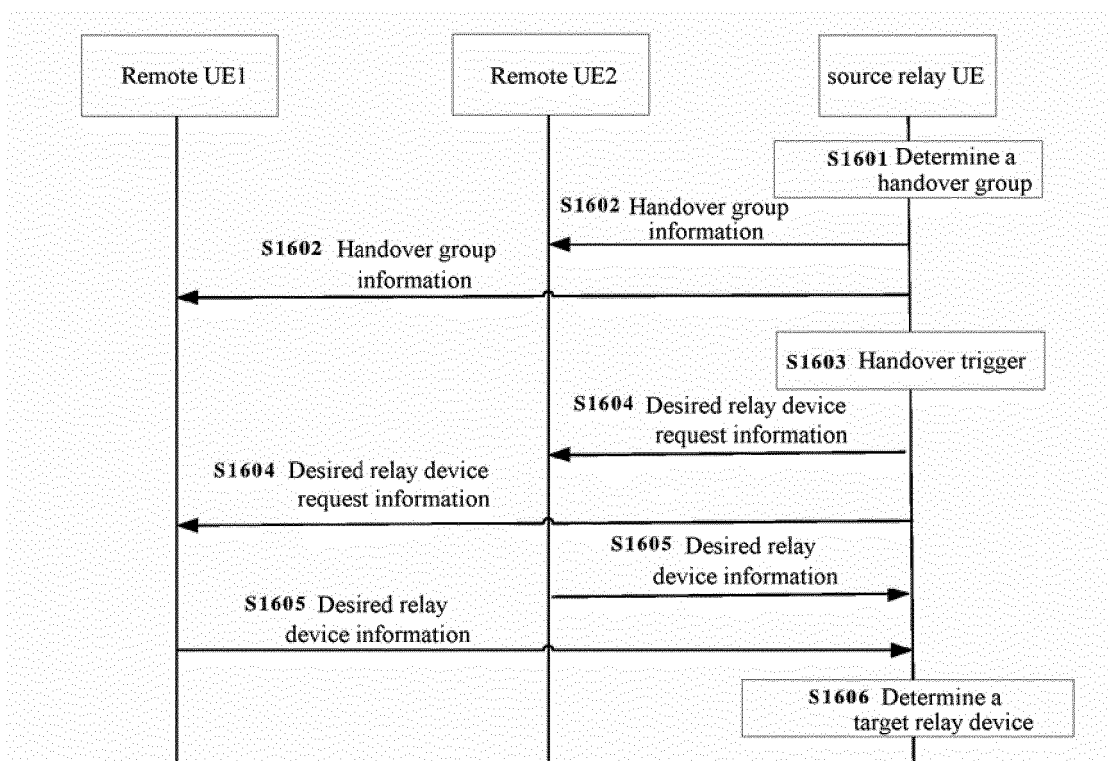 Remote UE1
Remote UE2
source relay UE
S1601 Determine a
handover group
S1602 Handover group
information
S1602 Handover group
information
S1603 Handover trigger
S1604 Desired relay device
request information
S1604 Desired relay device
request information
S1605 Desired relay
device information
S1605 Desired relay
device information
S1606 Determine a
target relay device